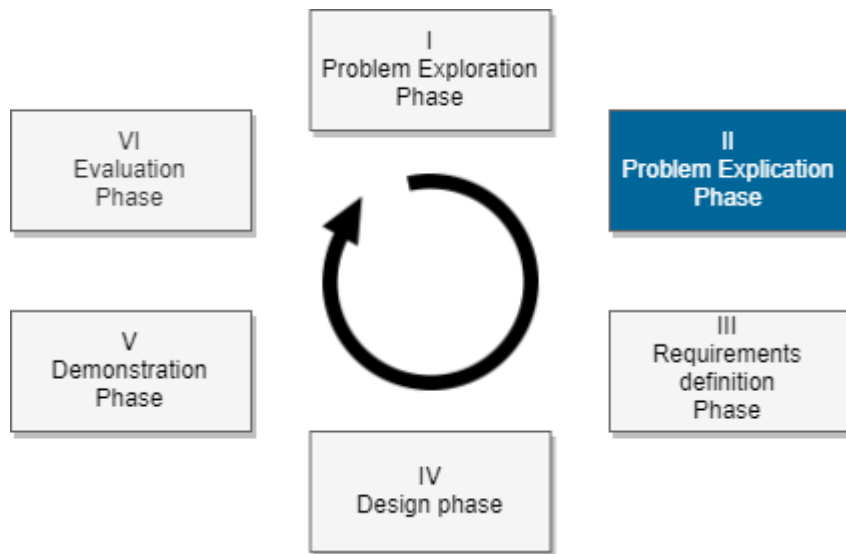 I
Problem Exploration
Phase
II
Problem Explication
Phase
III
Requirements
definition
Phase
IV
Design phase
V
Demonstration
Phase
VI
Evaluation
Phase